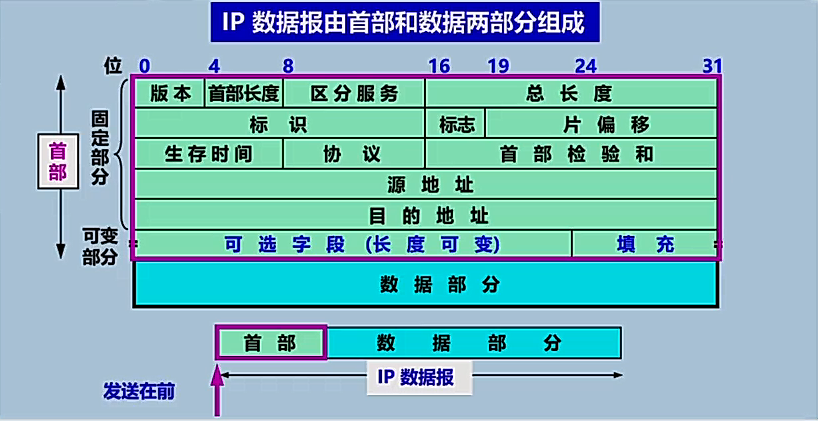 IP 数据报由首部和数据两部分组成
位 0 4 8 16 19 24 31
版本 首部长度 区分服务 总长度
标识 标志 片偏移
生存时间 协议 首部检验和
源地址
目的地址
可选字段 (长度可变) 填充
数据部分
固定部分
首部
可变
部分
首部 数据部分
IP 数据报
发送在前